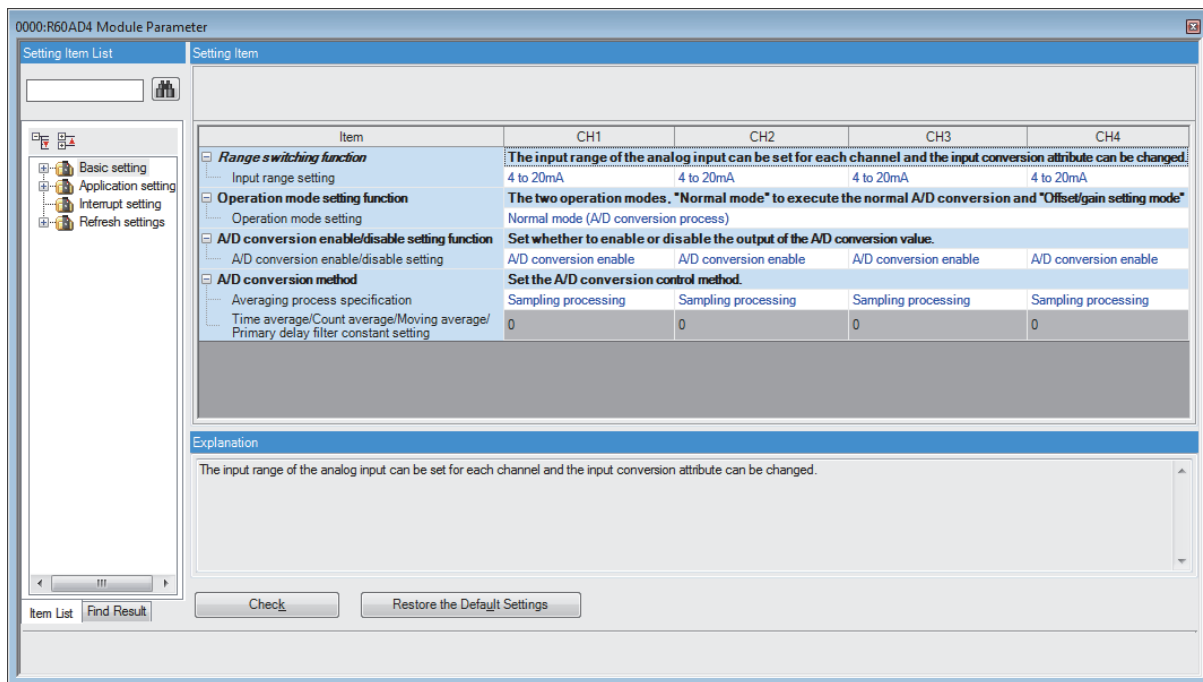 0000:R60AD4 Module Parameter
Setting Item List
Setting Item
Basic setting
Application setting
Interrupt setting
Refresh settings
Item CH1 CH2 CH3 CH4
Range switching function The input range of the analog input can be set for each channel and the input conversion attribute can be changed.
Input range setting 4 to 20mA 4 to 20mA 4 to 20mA 4 to 20mA
Operation mode setting function The two operation modes, "Normal mode" to execute the normal A/D conversion and "Offset/gain setting mode"
Operation mode setting Normal mode (A/D conversion process)
A/D conversion enable/disable setting function Set whether to enable or disable the output of the A/D conversion value.
A/D conversion enable/disable setting A/D conversion enable A/D conversion enable A/D conversion enable A/D conversion enable
A/D conversion method Set the A/D conversion control method.
Averaging process specification Sampling processing Sampling processing Sampling processing Sampling processing
Time average/Count average/Moving average/
Primary delay filter constant setting 0 0 0 0
Explanation
The input range of the analog input can be set for each channel and the input conversion attribute can be changed.
Item List Find Result
Check Restore the Default Settings